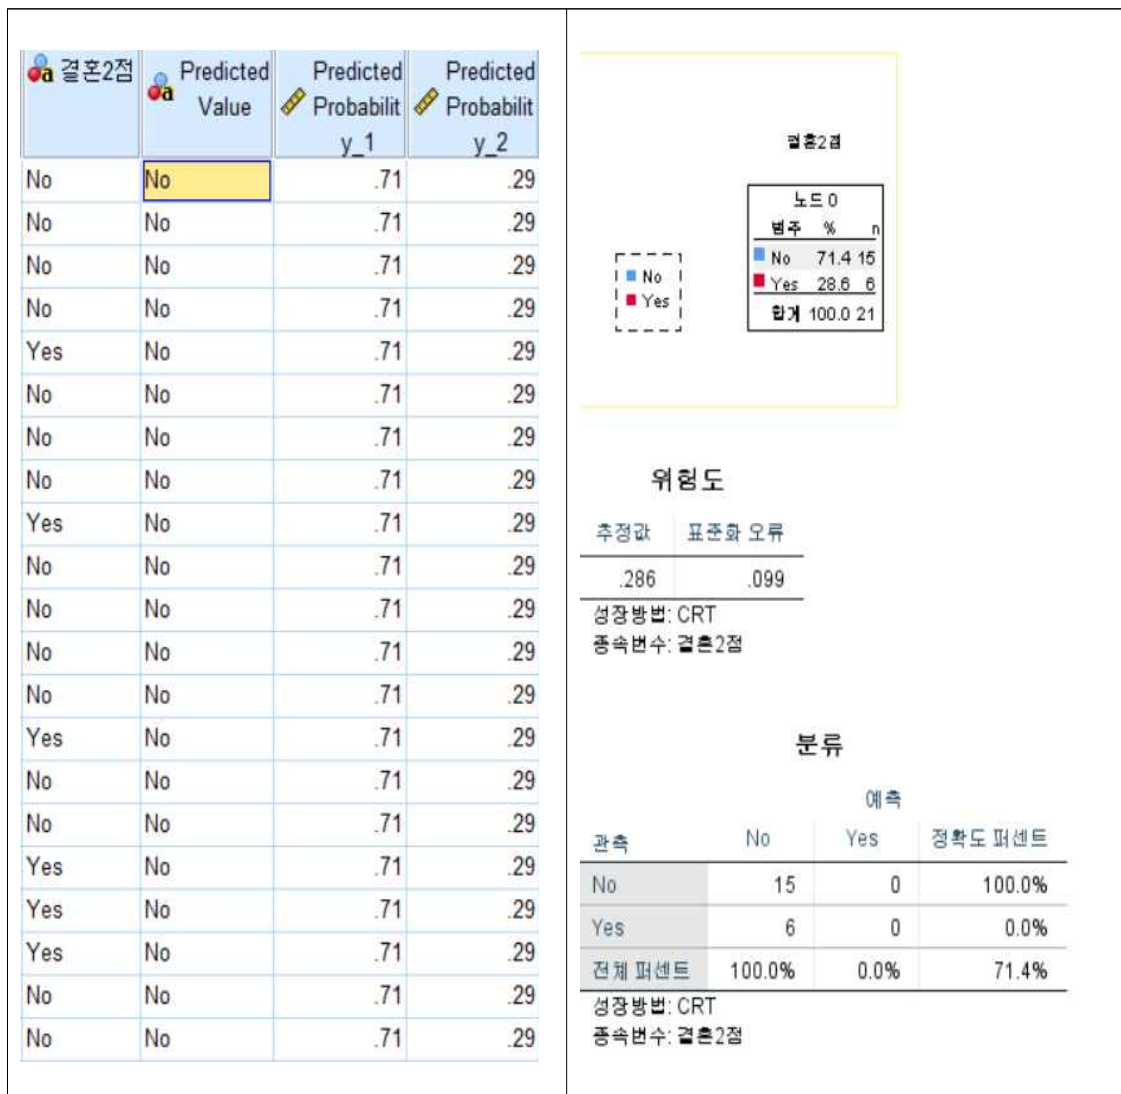 결혼2점 Predicted Value Predicted Probability_1 Predicted Probability_2
No No .71 .29
No No .71 .29
No No .71 .29
No No .71 .29
Yes No .71 .29
No No .71 .29
No No .71 .29
No No .71 .29
Yes No .71 .29
No No .71 .29
No No .71 .29
No No .71 .29
No No .71 .29
Yes No .71 .29
No No .71 .29
No No .71 .29
Yes No .71 .29
Yes No .71 .29
Yes No .71 .29
No No .71 .29
No No .71 .29
결혼2점
노드 0
범주 % n
No 71.4 15
Yes 28.6 6
합계 100.0 21
No
Yes
위험도
추정값 표준화 오류
.286 .099
성장방법: CRT
종속변수: 결혼2점
분류
예측
관측 No Yes 정확도 퍼센트
No 15 0 100.0%
Yes 6 0 0.0%
전체 퍼센트 100.0% 0.0% 71.4%
성장방법: CRT
종속변수: 결혼2점